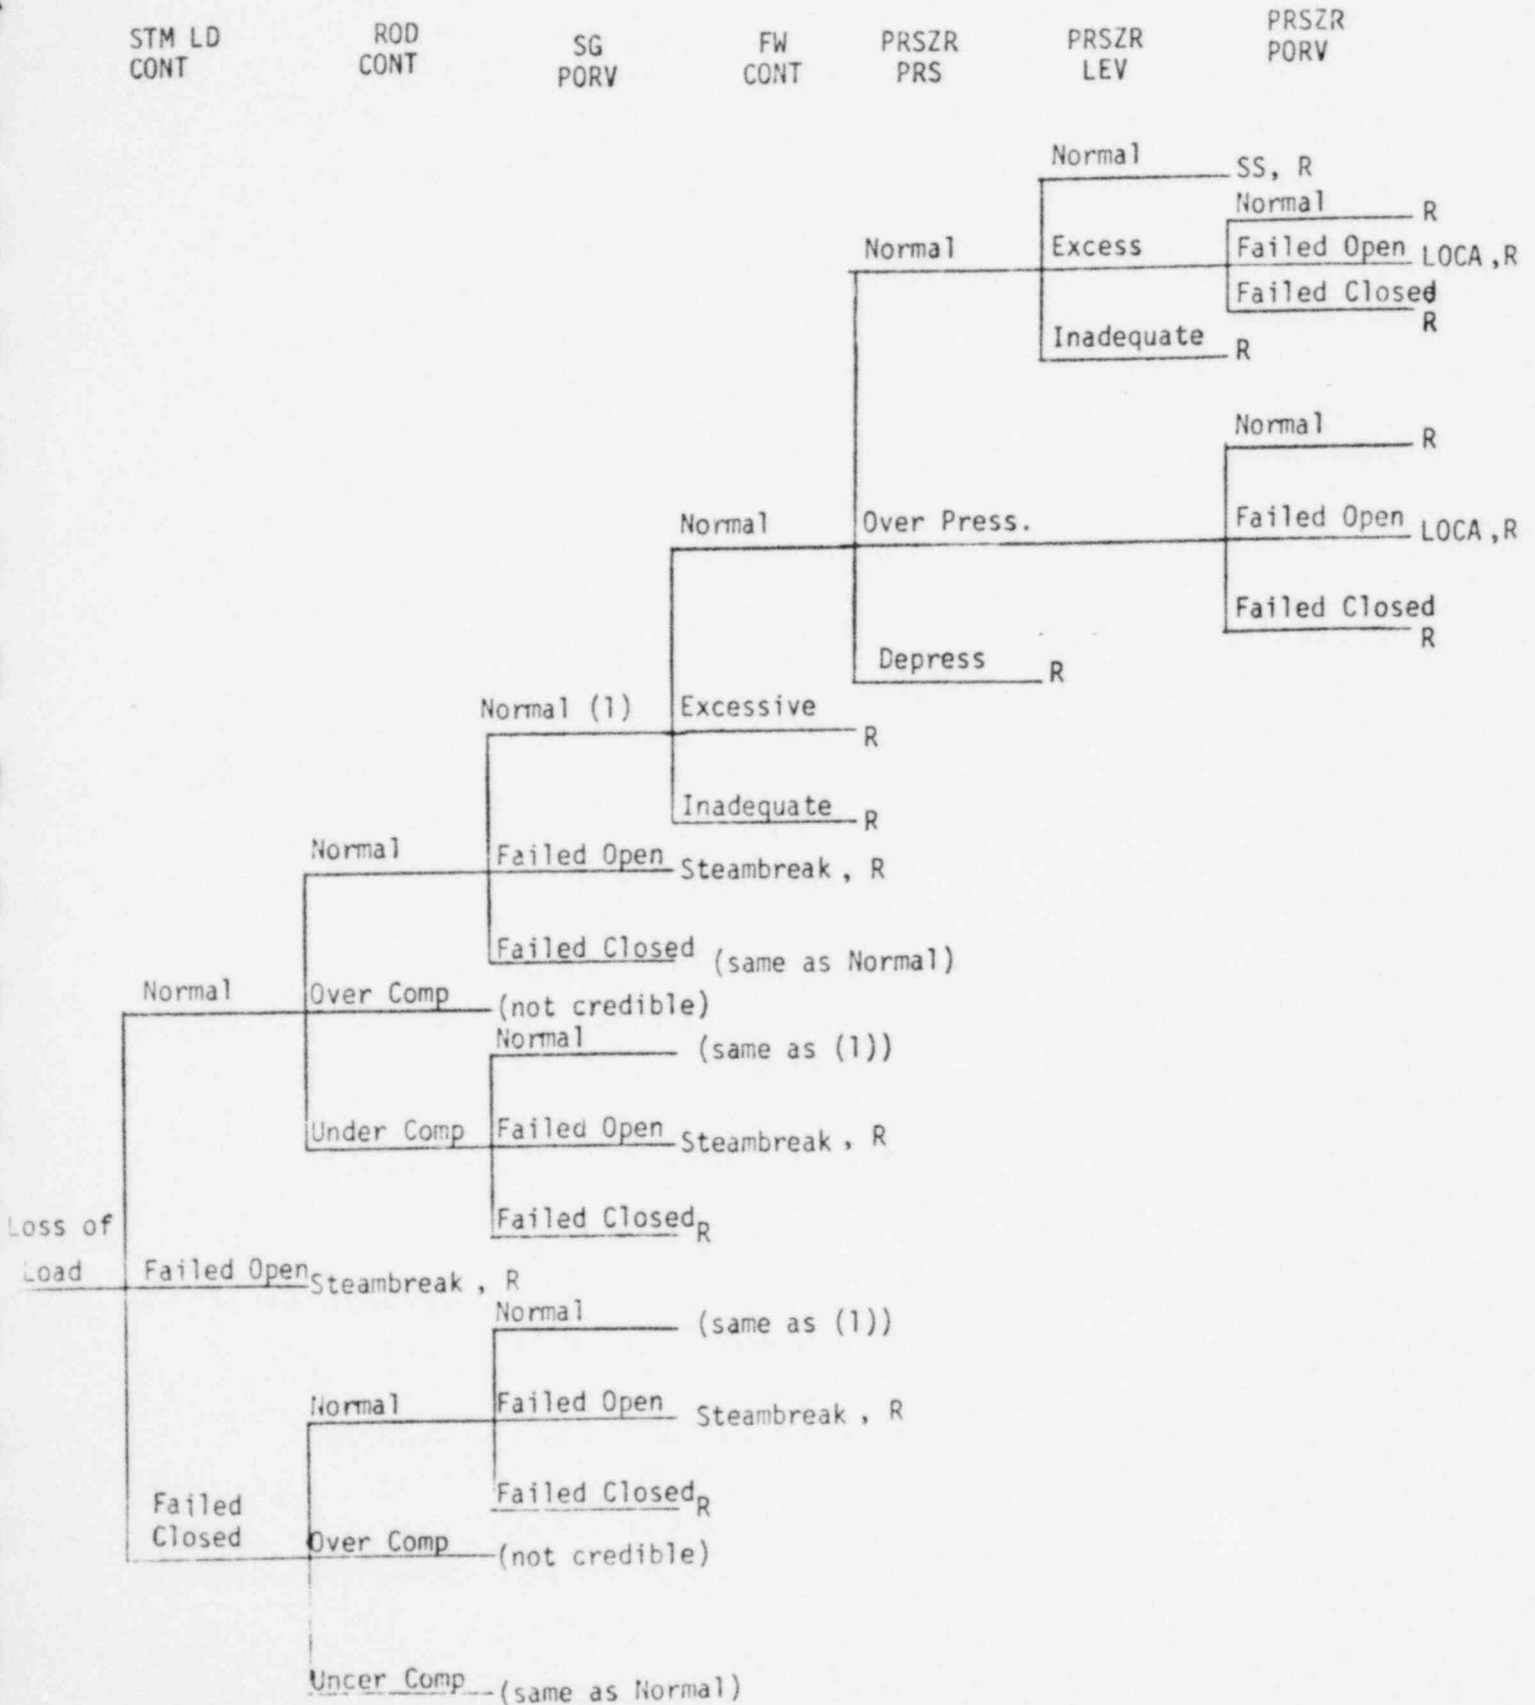 STM LD
CONT
ROD
CONT
SG
PORV
FW
CONT
PRSZR
PRS
PRSZR
LEV
PRSZR
PORV
Normal
SS, R
Normal
R
Normal
Excess
Failed Open
LOCA,R
Failed Closed
R
Inadequate
R
Normal
R
Normal
Over Press.
Failed Open
LOCA,R
Failed Closed
R
Depress
R
Normal (1)
Excessive
R
Inadequate
R
Normal
Failed Open
Steambreak, R
Failed Closed
(same as Normal)
Normal
Over Comp
(not credible)
Normal
(same as (1))
Under Comp
Failed Open
Steambreak, R
Failed Closed
R
Loss of
Load
Failed Open
Steambreak, R
Normal
(same as (1))
Normal
Failed Open
Steambreak, R
Failed Closed
R
Failed
Closed
Over Comp
(not credible)
Uncer Comp
(same as Normal)